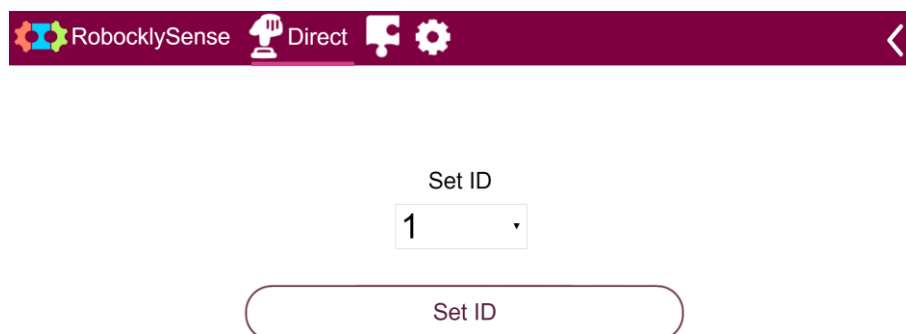 RobocklySense Direct
Set ID
1
Set ID